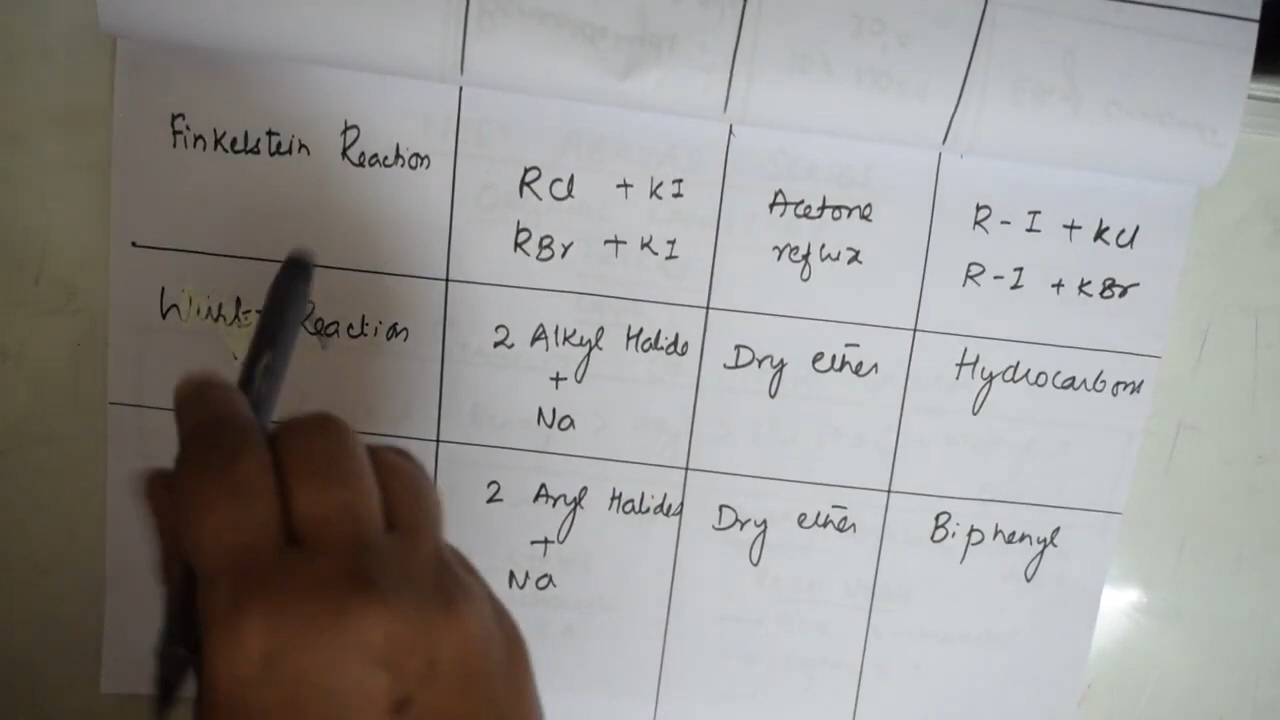 Finkelstein Reaction
RCl + KI
RBr + KI
Acetone
reflux
R-I + KCl
R-I + KBr
Reaction
2 Alkyl Halide
+
Na
Dry ether
Hydrocarbons
2 Aryl Halides
+
Na
Dry ether
Biphenyl